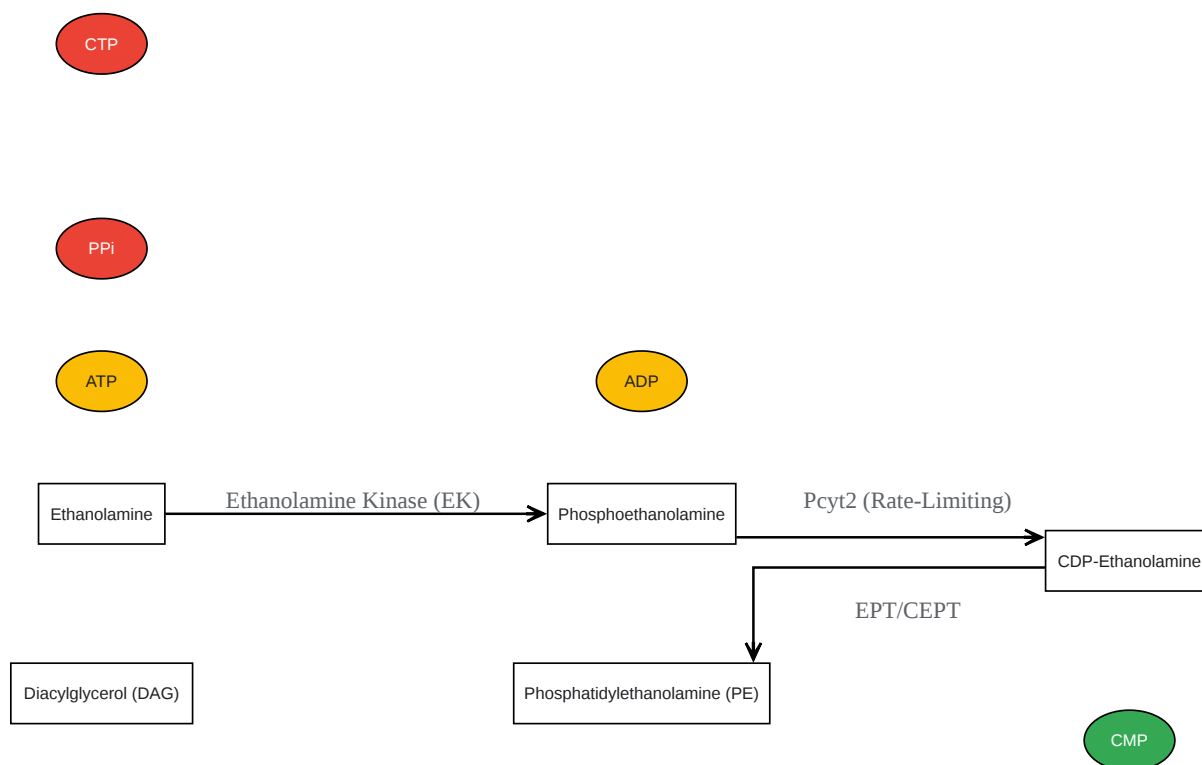 CTP
PPi
ATP
ADP
Ethanolamine
Ethanolamine Kinase (EK)
Phosphoethanolamine
Pcyt2 (Rate-Limiting)
CDP-Ethanolamine
EPT/CEPT
Diacylglycerol (DAG)
Phosphatidylethanolamine (PE)
CMP